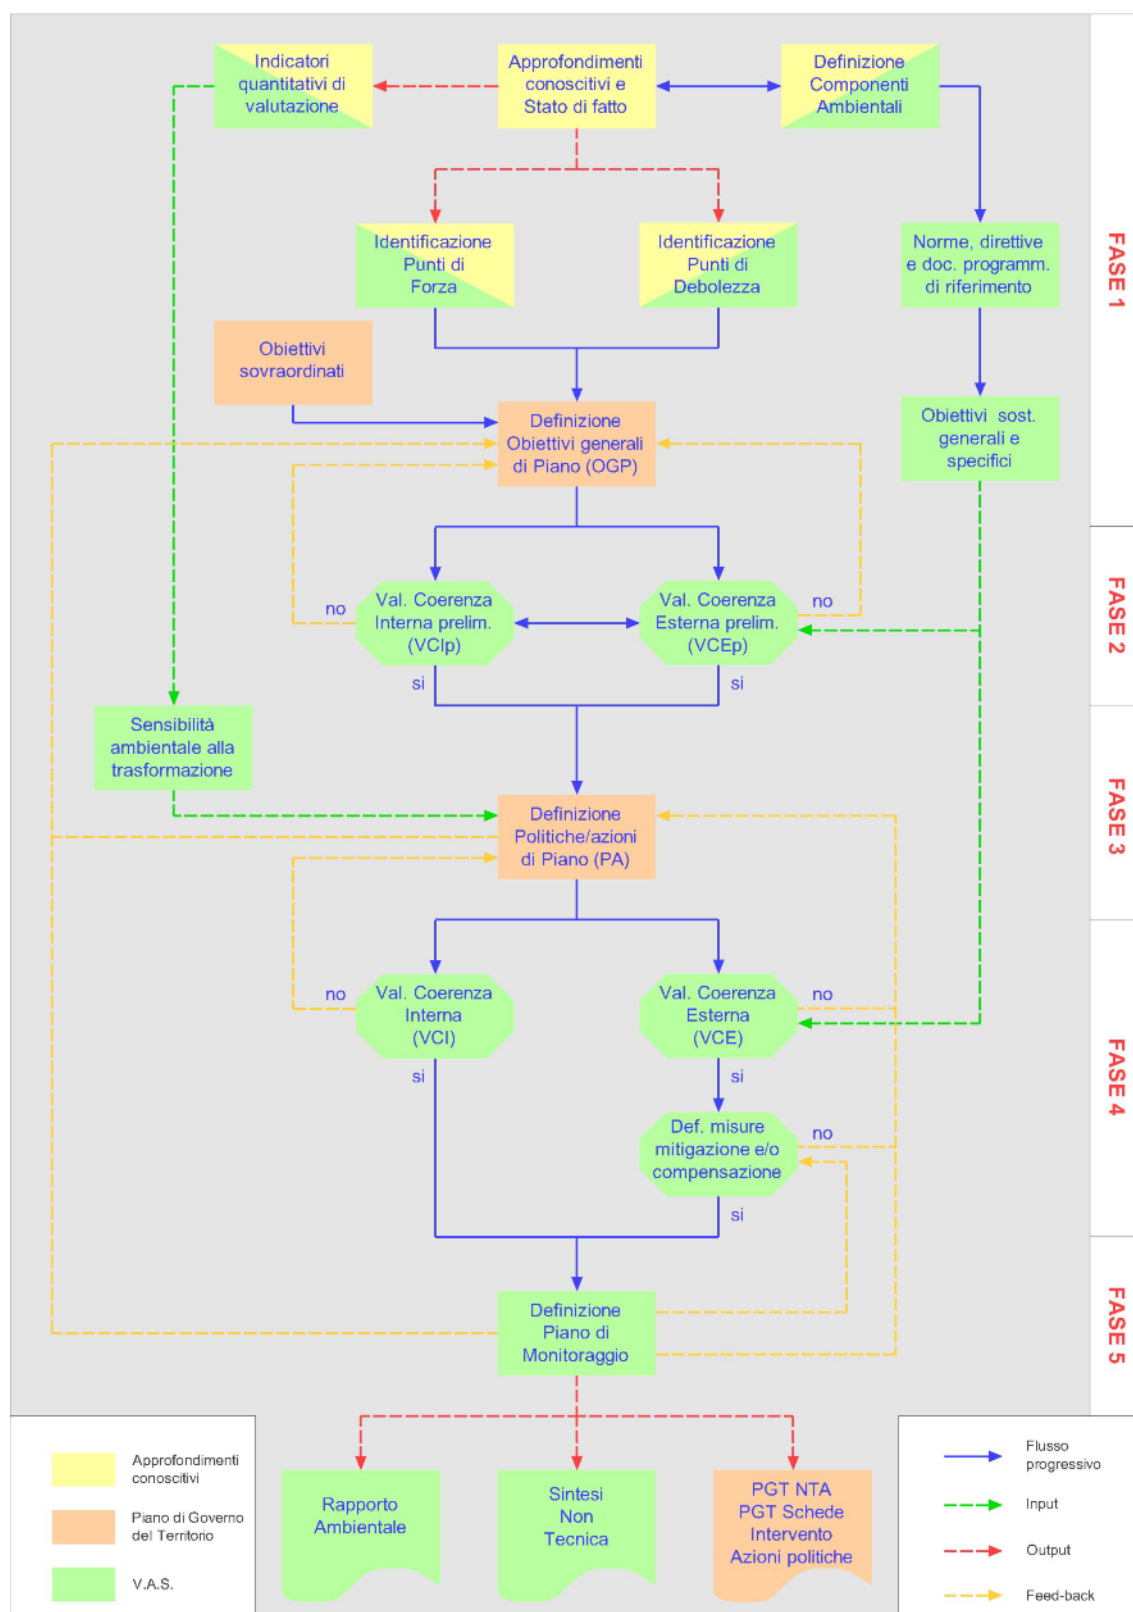 Indicatori
quantitativi di
valutazione
Approfondimenti
conoscitivi e
Stato di fatto
Definizione
Componenti
Ambientali
FASE 1
Identificazione
Punti di
Forza
Identificazione
Punti di
Debolezza
Norme, direttive
e doc. programm.
di riferimento
Obiettivi
sovraordinati
Definizione
Obiettivi generali
di Piano (OGP)
Obiettivi sost.
generali e
specifici
FASE 2
no
Val. Coerenza
Interna prelim.
(VCIp)
si
Val. Coerenza
Esterna prelim.
(VCEp)
no
si
FASE 3
Sensibilità
ambientale alla
trasformazione
Definizione
Politiche/azioni
di Piano (PA)
FASE 4
no
Val. Coerenza
Interna
(VCI)
si
Val. Coerenza
Esterna
(VCE)
no
si
Def. misure
mitigazione e/o
compensazione
no
si
FASE 5
Definizione
Piano di
Monitoraggio
Rapporto
Ambientale
Sintesi
Non
Tecnica
PGT NTA
PGT Schede
Intervento
Azioni politiche
Approfondimenti
conoscitivi
Piano di Governo
del Territorio
V.A.S.
Flusso
progressivo
Input
Output
Feed-back